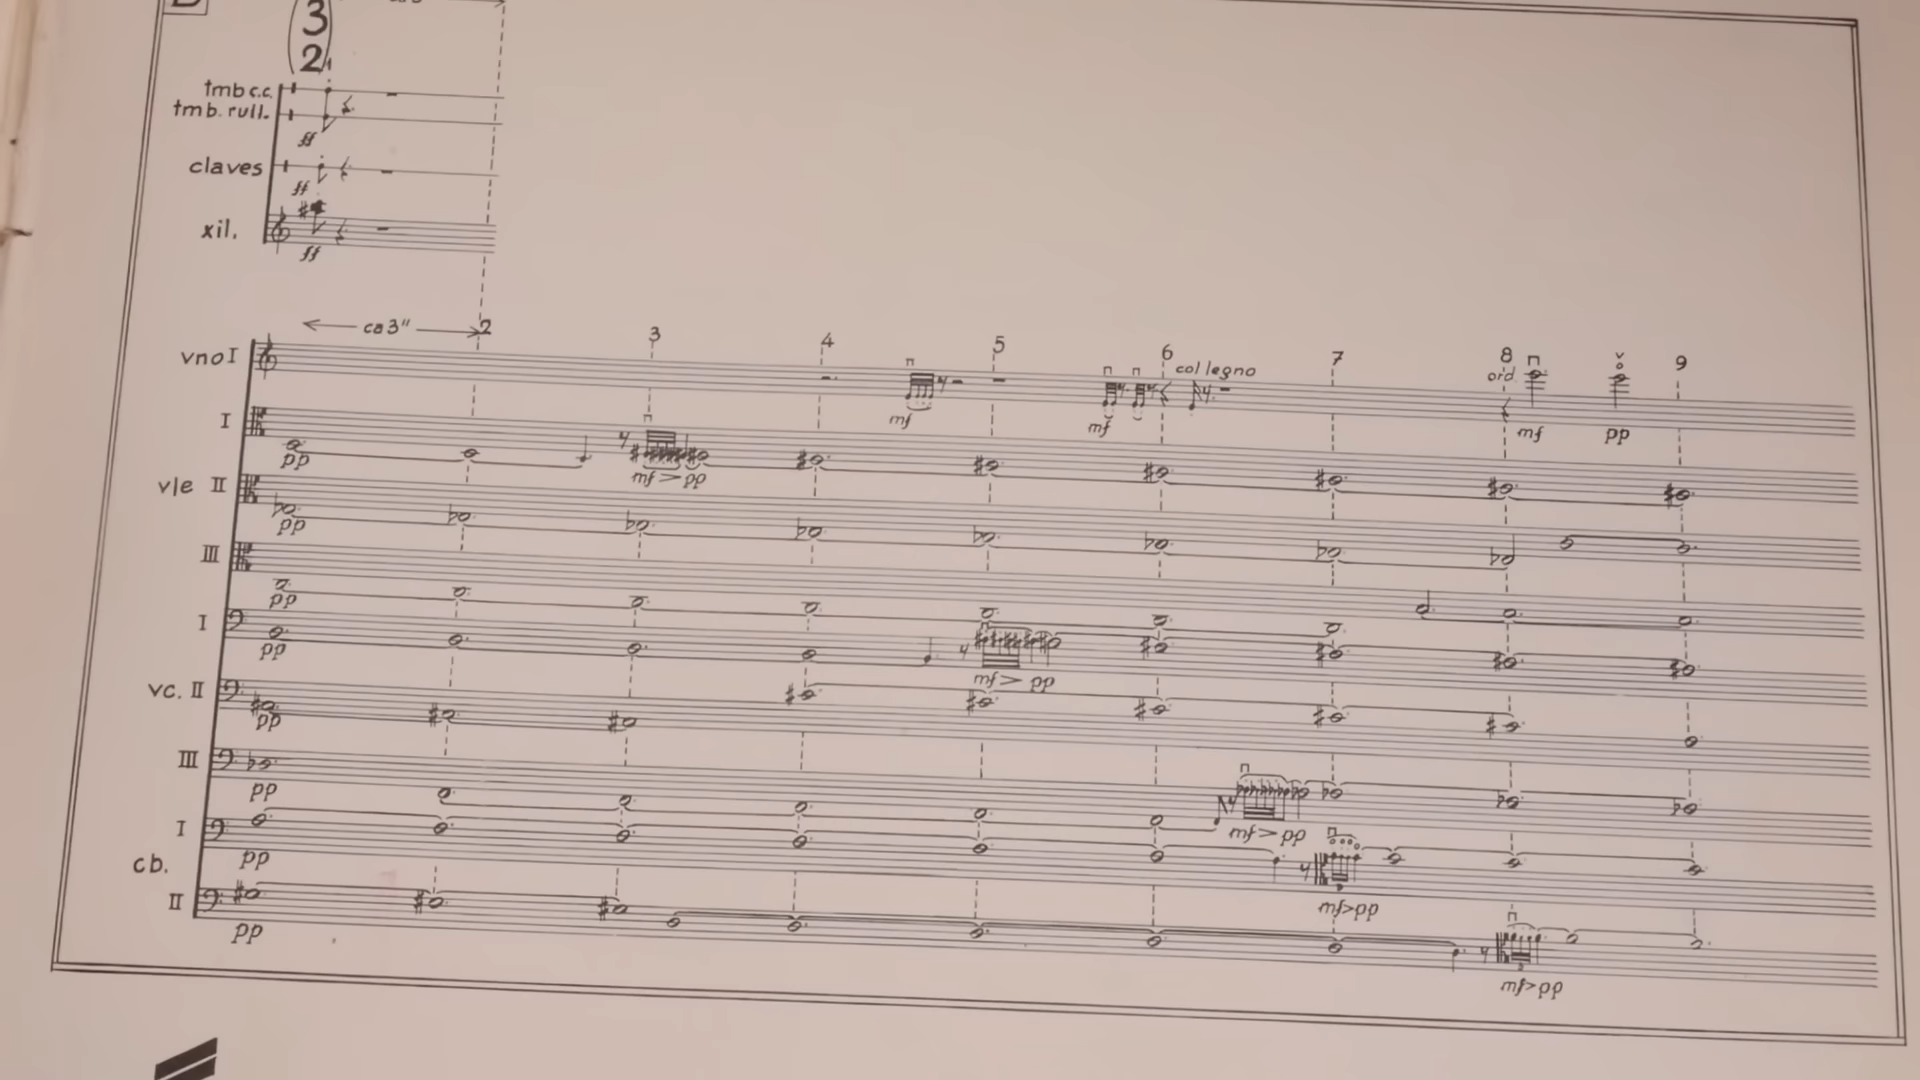 3
2
tmb c.c.
tmb. rull.
ff
claves
ff
xil.
ff
ca 3" 2 3 4 5 6 7 8 9
col legno
ord.
vno I
mf mf mf pp
I
pp mf > pp
vle II
pp
III
pp
I
pp mf > pp
vc. II
pp
III
pp mf > pp
I
pp mf>pp
cb.
II
pp mf>pp